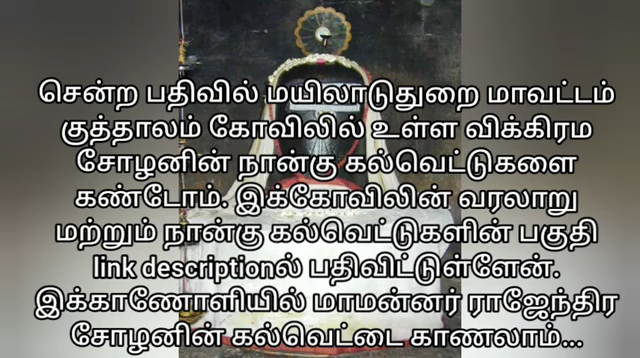 சென்ற பதிவில் மயிலாடுதுறை மாவட்டம்
குத்தாலம் கோவிலில் உள்ள விக்கிரம
சோழனின் நான்கு கல்வெட்டுகளை
கண்டோம். இக்கோவிலின் வரலாறு
மற்றும் நான்கு கல்வெட்டுகளின் பகுதி
link descriptionல் பதிவிட்டுள்ளேன்.
இக்காணோளியில் மாமன்னர் ராஜேந்திர
சோழனின் கல்வெட்டை காணலாம்...